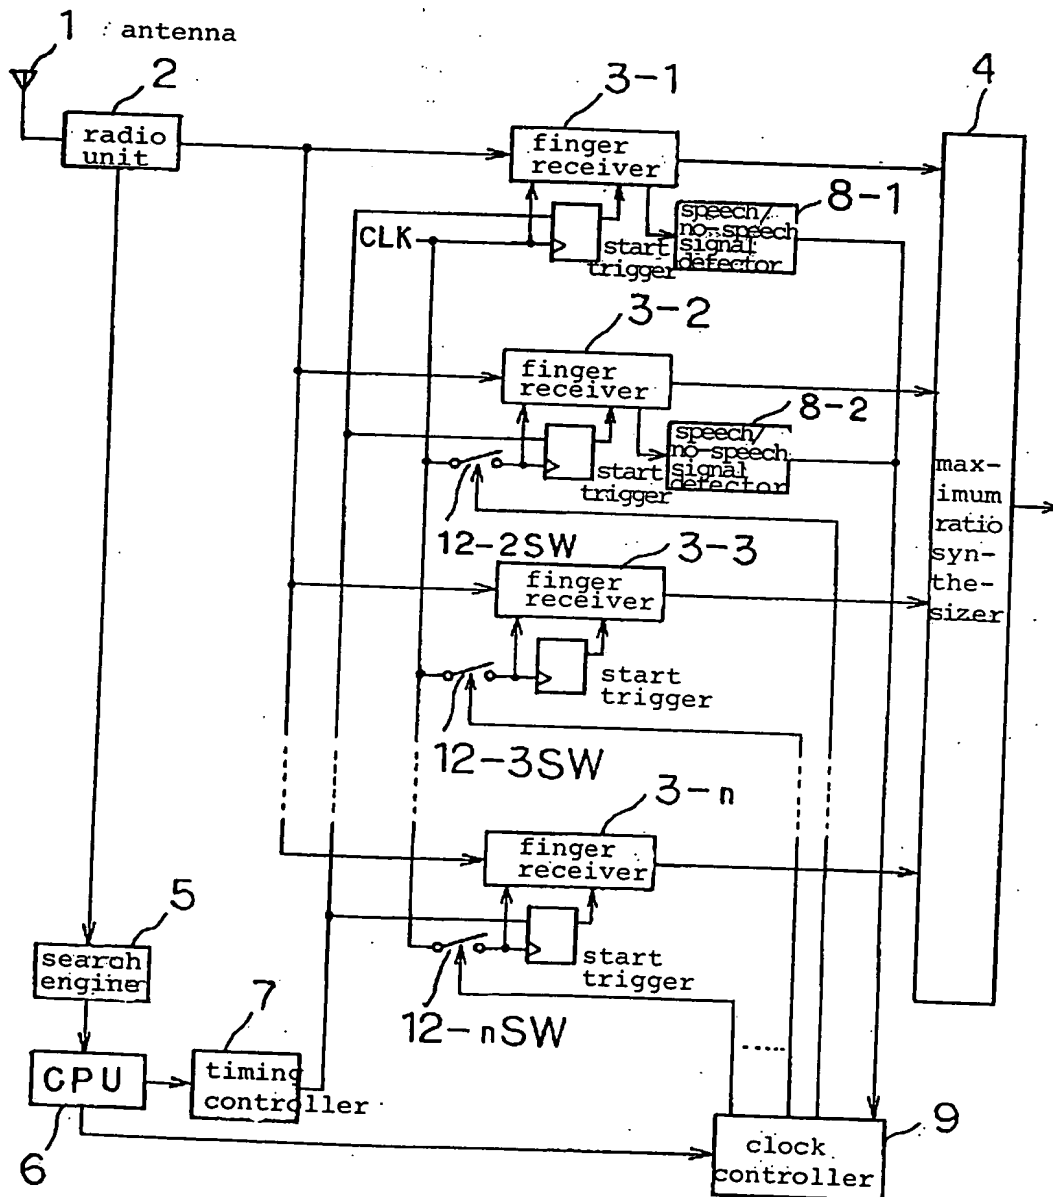 1 : antenna
2
radio
unit
3-1
finger
receiver
4
8-1
speech/
no-speech
signal
defector
CLK
start
trigger
3-2
finger
receiver
8-2
speech/
no-speech
signal
defector
start
trigger
12-2SW
max-
imum
ratio
syn-
the-
sizer
3-3
finger
receiver
start
trigger
12-3SW
3-n
finger
receiver
start
trigger
12-nSW
5
search
engine
7
CPU
timing
controller
6
9
clock
controller